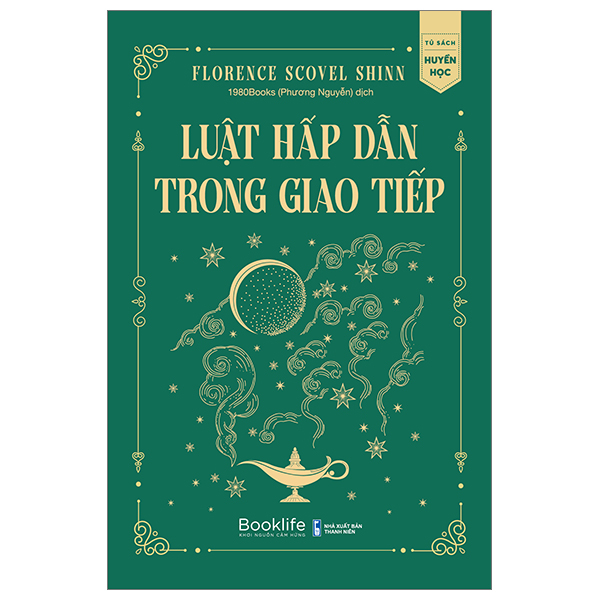 TỦ SÁCH
HUYỀN
HỌC
FLORENCE SCOVEL SHINN
1980Books (Phương Nguyễn) dịch
LUẬT HẤP DẪN
TRONG GIAO TIẾP
Booklife
KHƠI NGUỒN CẢM HỨNG
NHÀ XUẤT BẢN
THANH NIÊN